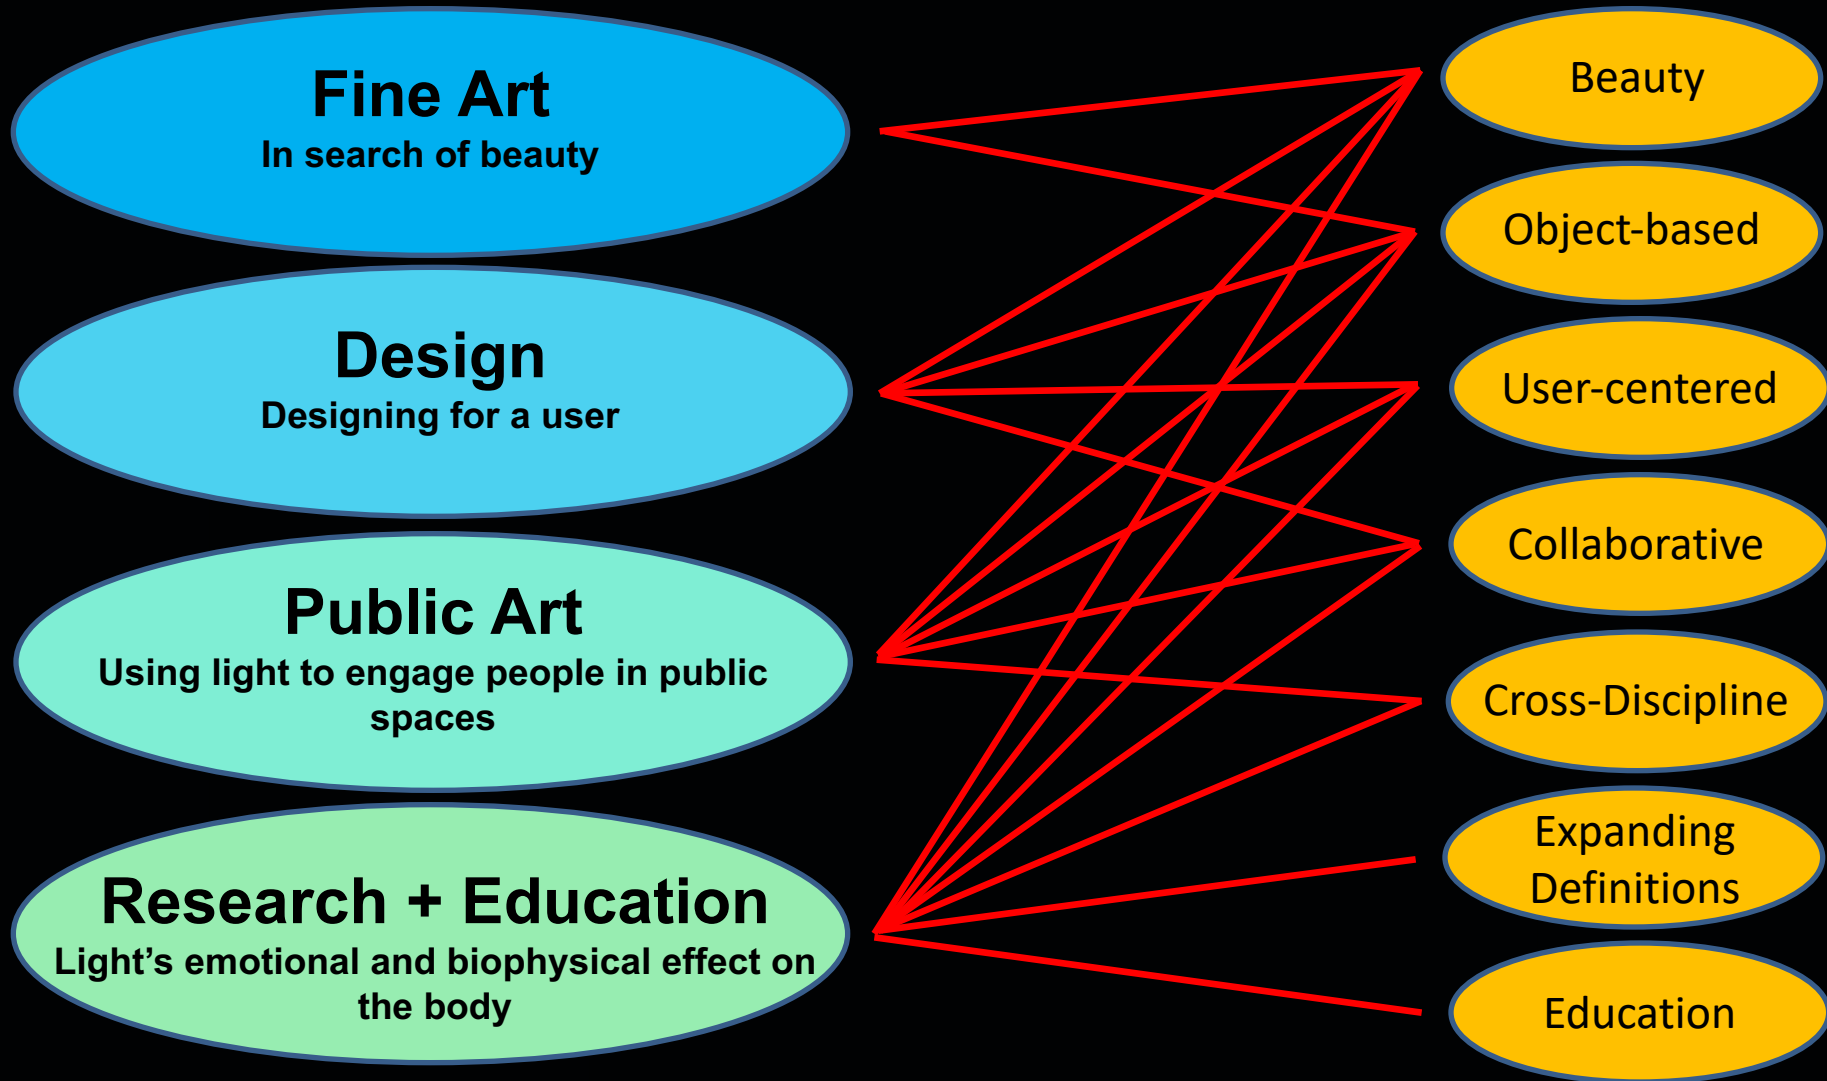 Fine Art
In search of beauty
Design
Designing for a user
Public Art
Using light to engage people in public
spaces
Research + Education
Light’s emotional and biophysical effect on
the body
Beauty
Object-based
User-centered
Collaborative
Cross-Discipline
Expanding
Definitions
Education